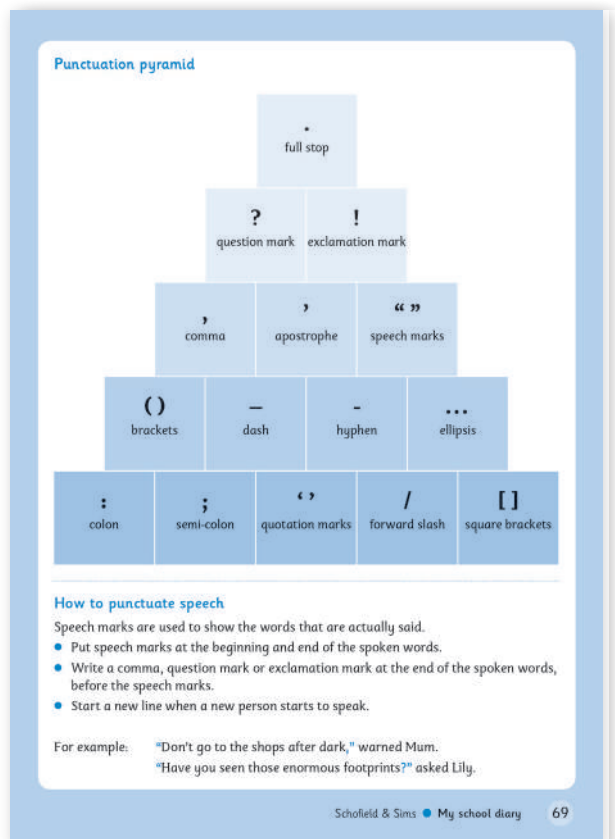 Punctuation pyramid
.
full stop
? !
question mark exclamation mark
, ’ “ ”
comma apostrophe speech marks
( ) – - ...
brackets dash hyphen ellipsis
: ; ‘ ’ / [ ]
colon semi-colon quotation marks forward slash square brackets
How to punctuate speech
Speech marks are used to show the words that are actually said.
● Put speech marks at the beginning and end of the spoken words.
● Write a comma, question mark or exclamation mark at the end of the spoken words,
before the speech marks.
● Start a new line when a new person starts to speak.
For example: “Don’t go to the shops after dark,” warned Mum.
“Have you seen those enormous footprints?” asked Lily.
Schofield & Sims ● My school diary 69